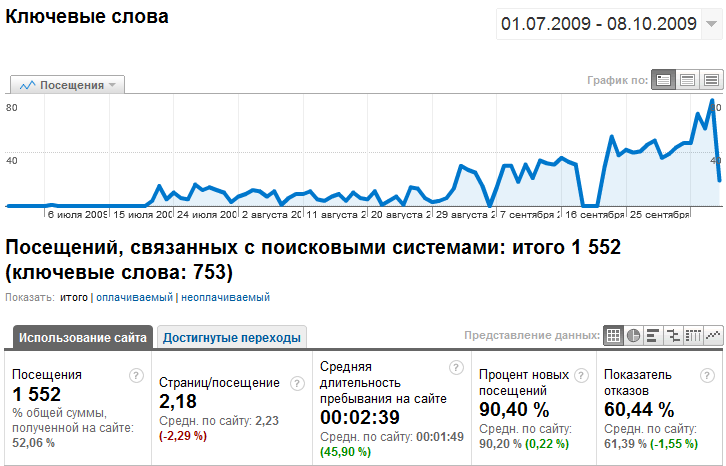 Ключевые слова
01.07.2009 - 08.10.2009
Посещения
График по:
80
40
6 июля 2009
15 июля 200
24 июля 200
2 августа 20
11 августа 2
20 августа 2
29 августа 2
7 сентября 2
16 сентября
25 сентября
Посещений, связанных с поисковыми системами: итого 1 552
(ключевые слова: 753)
Показать: итого | оплачиваемый | неоплачиваемый
Использование сайта
Достигнутые переходы
Представление данных:
Посещения
1 552
% общей суммы,
полученной на сайте:
52,06 %
Страниц/посещение
2,18
Средн. по сайту: 2,23
(-2,29 %)
Средняя
длительность
пребывания на сайте
00:02:39
Средн. по сайту: 00:01:49
(45,90 %)
Процент новых
посещений
90,40 %
Средн. по сайту:
90,20 % (0,22 %)
Показатель
отказов
60,44 %
Средн. по сайту:
61,39 % (-1,55 %)